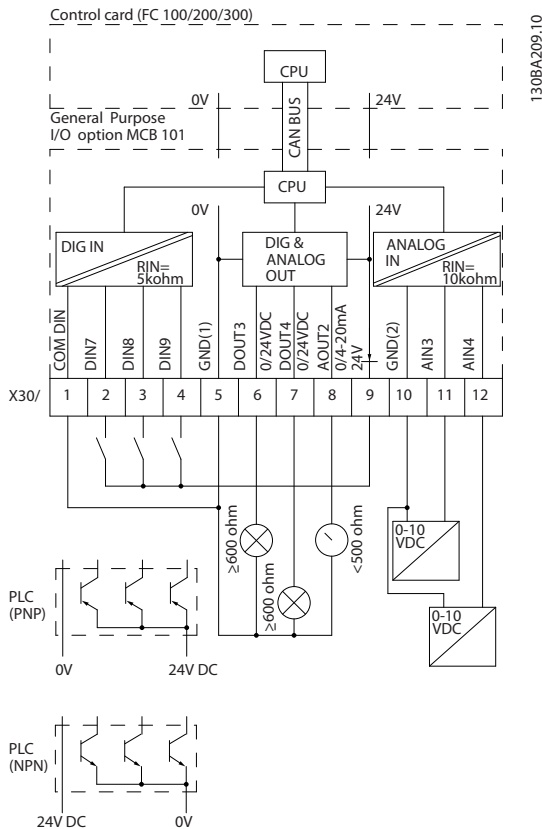 Control card (FC 100/200/300)
130BA209.10
CPU
0V
24V
General Purpose
I/O option MCB 101
CAN BUS
CPU
0V
24V
DIG IN
RIN=
5kohm
DIG &
ANALOG
OUT
ANALOG
IN
RIN=
10kohm
COM DIN
DIN7
DIN8
DIN9
GND(1)
DOUT3
0/24VDC
DOUT4
0/24VDC
AOUT2
0/4-20mA
24V
GND(2)
AIN3
AIN4
X30/ 1 2 3 4 5 6 7 8 9 10 11 12
≥600 ohm
≥600 ohm
<500 ohm
0-10
VDC
0-10
VDC
PLC
(PNP)
0V
24V DC
PLC
(NPN)
24V DC
0V